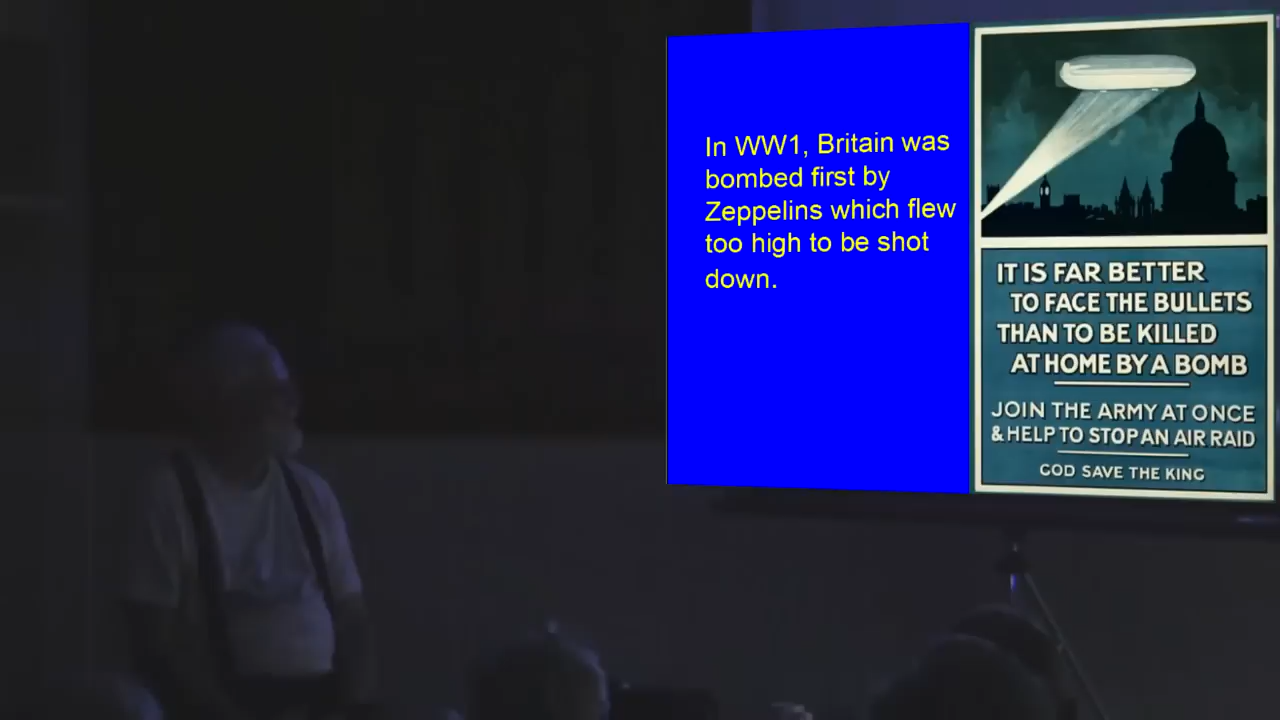 In WW1, Britain was
bombed first by
Zeppelins which flew
too high to be shot
down.
IT IS FAR BETTER
TO FACE THE BULLETS
THAN TO BE KILLED
AT HOME BY A BOMB
JOIN THE ARMY AT ONCE
& HELP TO STOP AN AIR RAID
GOD SAVE THE KING